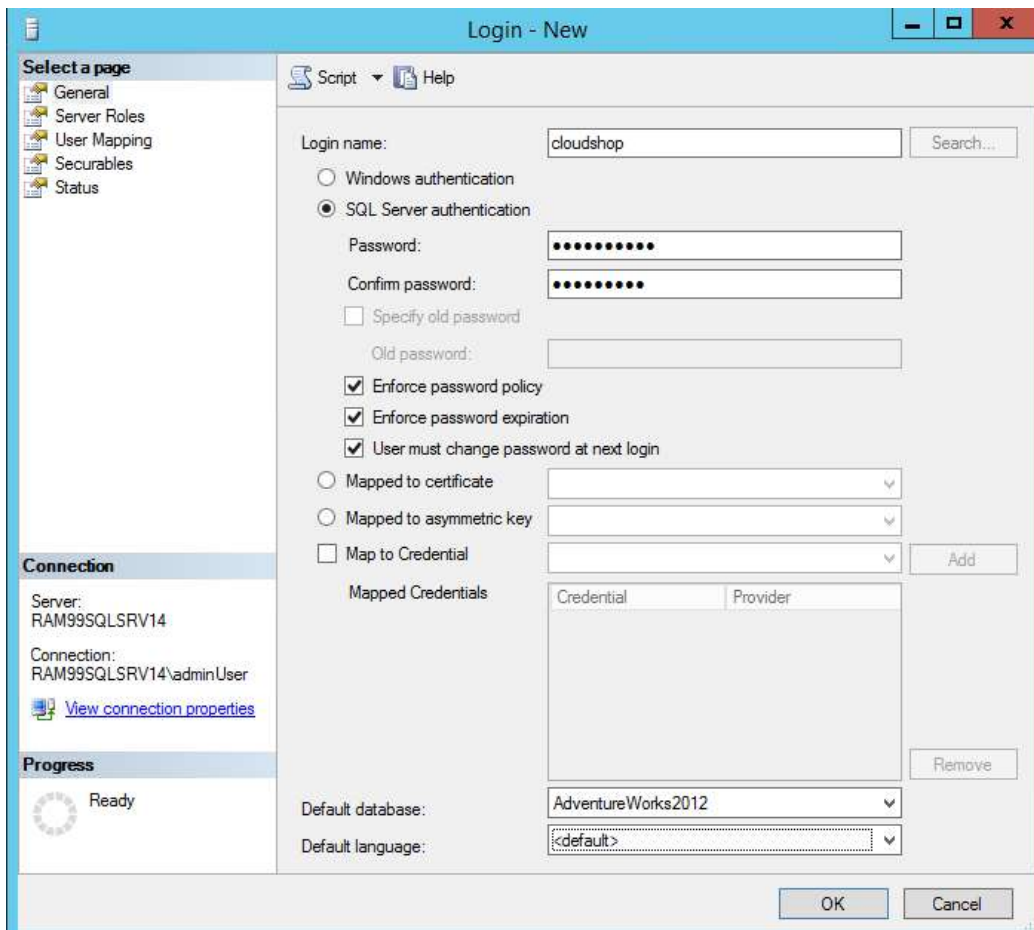 Login - New
Select a page
General
Server Roles
User Mapping
Securables
Status
Script
Help
Login name:
cloudshop
Search...
Windows authentication
SQL Server authentication
Password:
●●●●●●●●●●
Confirm password:
●●●●●●●●●
Specify old password
Old password:
Enforce password policy
Enforce password expiration
User must change password at next login
Mapped to certificate
Mapped to asymmetric key
Map to Credential
Add
Mapped Credentials
Credential
Provider
Remove
Default database:
AdventureWorks2012
Default language:
<default>
Connection
Server:
RAM99SQLSRV14
Connection:
RAM99SQLSRV14\adminUser
View connection properties
Progress
Ready
OK
Cancel